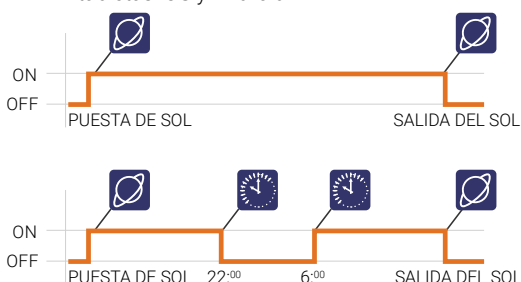 ON
OFF
PUESTA DE SOL SALIDA DEL SOL
ON
OFF
PUESTA DE SOL 22:00 6:00 SALIDA DEL SOL